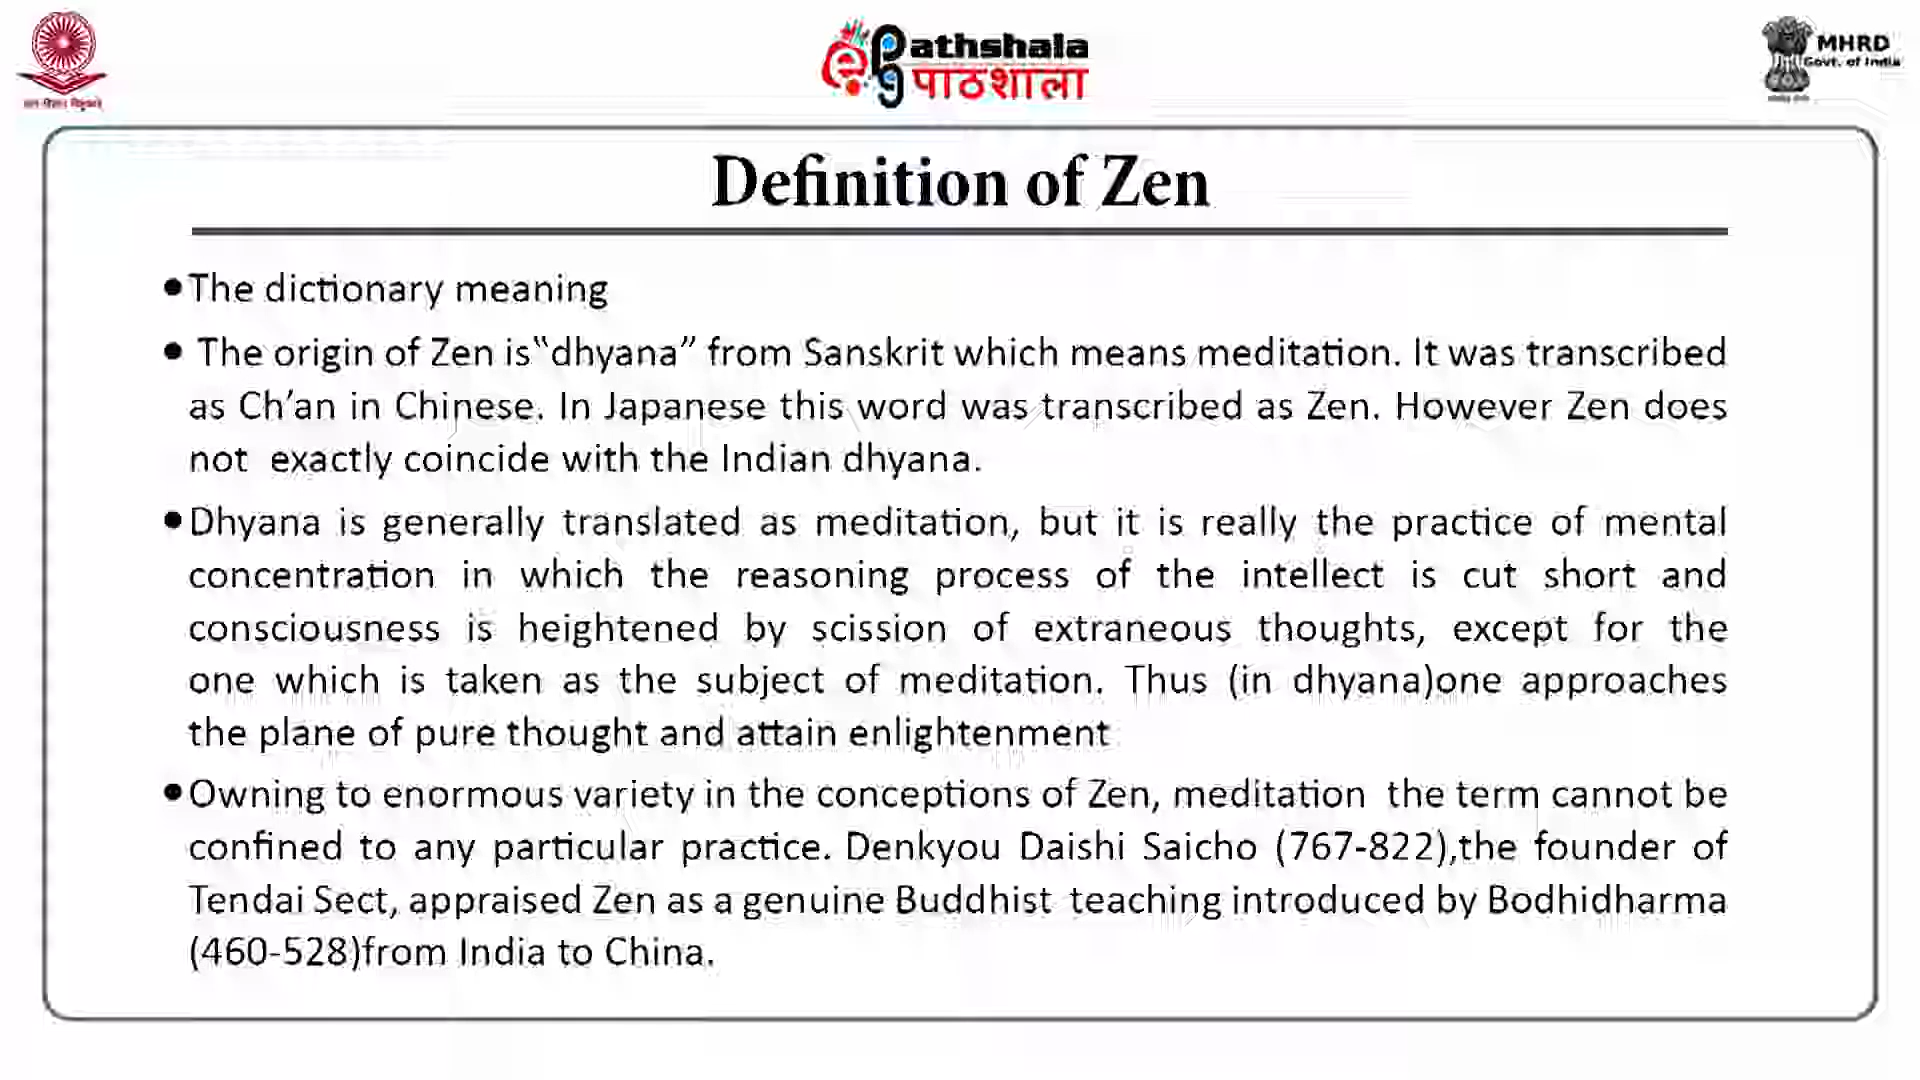 Pathshala
पाठशाला
MHRD
Govt. of India
Definition of Zen
●The dictionary meaning
● The origin of Zen is‟dhyana” from Sanskrit which means meditation. It was transcribed
as Ch’an in Chinese. In Japanese this word was transcribed as Zen. However Zen does
not exactly coincide with the Indian dhyana.
●Dhyana is generally translated as meditation, but it is really the practice of mental
concentration in which the reasoning process of the intellect is cut short and
consciousness is heightened by scission of extraneous thoughts, except for the
one which is taken as the subject of meditation. Thus (in dhyana)one approaches
the plane of pure thought and attain enlightenment
●Owning to enormous variety in the conceptions of Zen, meditation the term cannot be
confined to any particular practice. Denkyou Daishi Saicho (767-822),the founder of
Tendai Sect, appraised Zen as a genuine Buddhist teaching introduced by Bodhidharma
(460-528)from India to China.